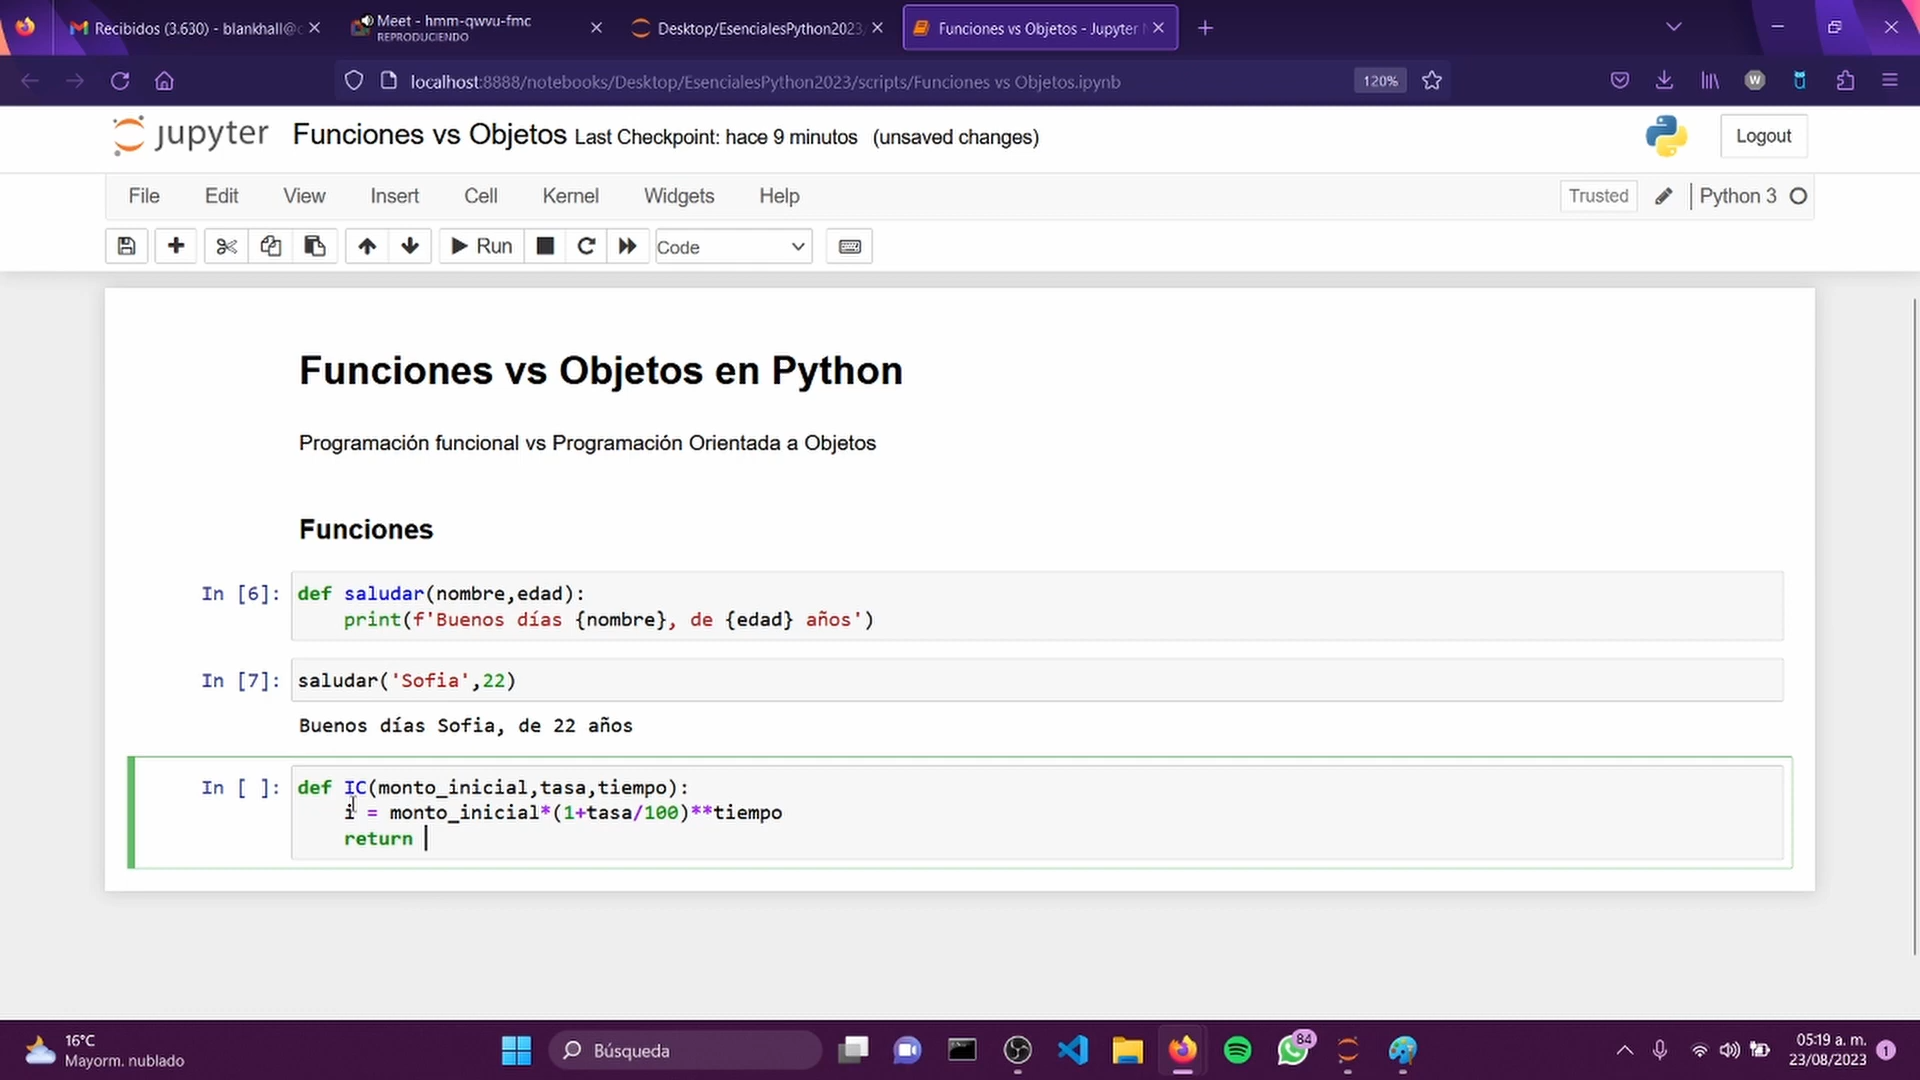 Recibidos (3.630) - blankhall@
Meet - hmm-qwvu-fmc
REPRODUCIENDO
Desktop/EsencialesPython2023/
Funciones vs Objetos - Jupyter
localhost:8888/notebooks/Desktop/EsencialesPython2023/scripts/Funciones vs Objetos.ipynb
120%
W
jupyter Funciones vs Objetos Last Checkpoint: hace 9 minutos (unsaved changes)
Logout
File Edit View Insert Cell Kernel Widgets Help
Trusted
Python 3
Run
Code
Funciones vs Objetos en Python
Programación funcional vs Programación Orientada a Objetos
Funciones
In [6]: def saludar(nombre,edad):
print(f'Buenos días {nombre}, de {edad} años')
In [7]: saludar('Sofia',22)
Buenos días Sofia, de 22 años
In [ ]: def IC(monto_inicial,tasa,tiempo):
i = monto_inicial*(1+tasa/100)**tiempo
return
16°C
Mayorm. nublado
Búsqueda
84
05:19 a. m.
23/08/2023
1